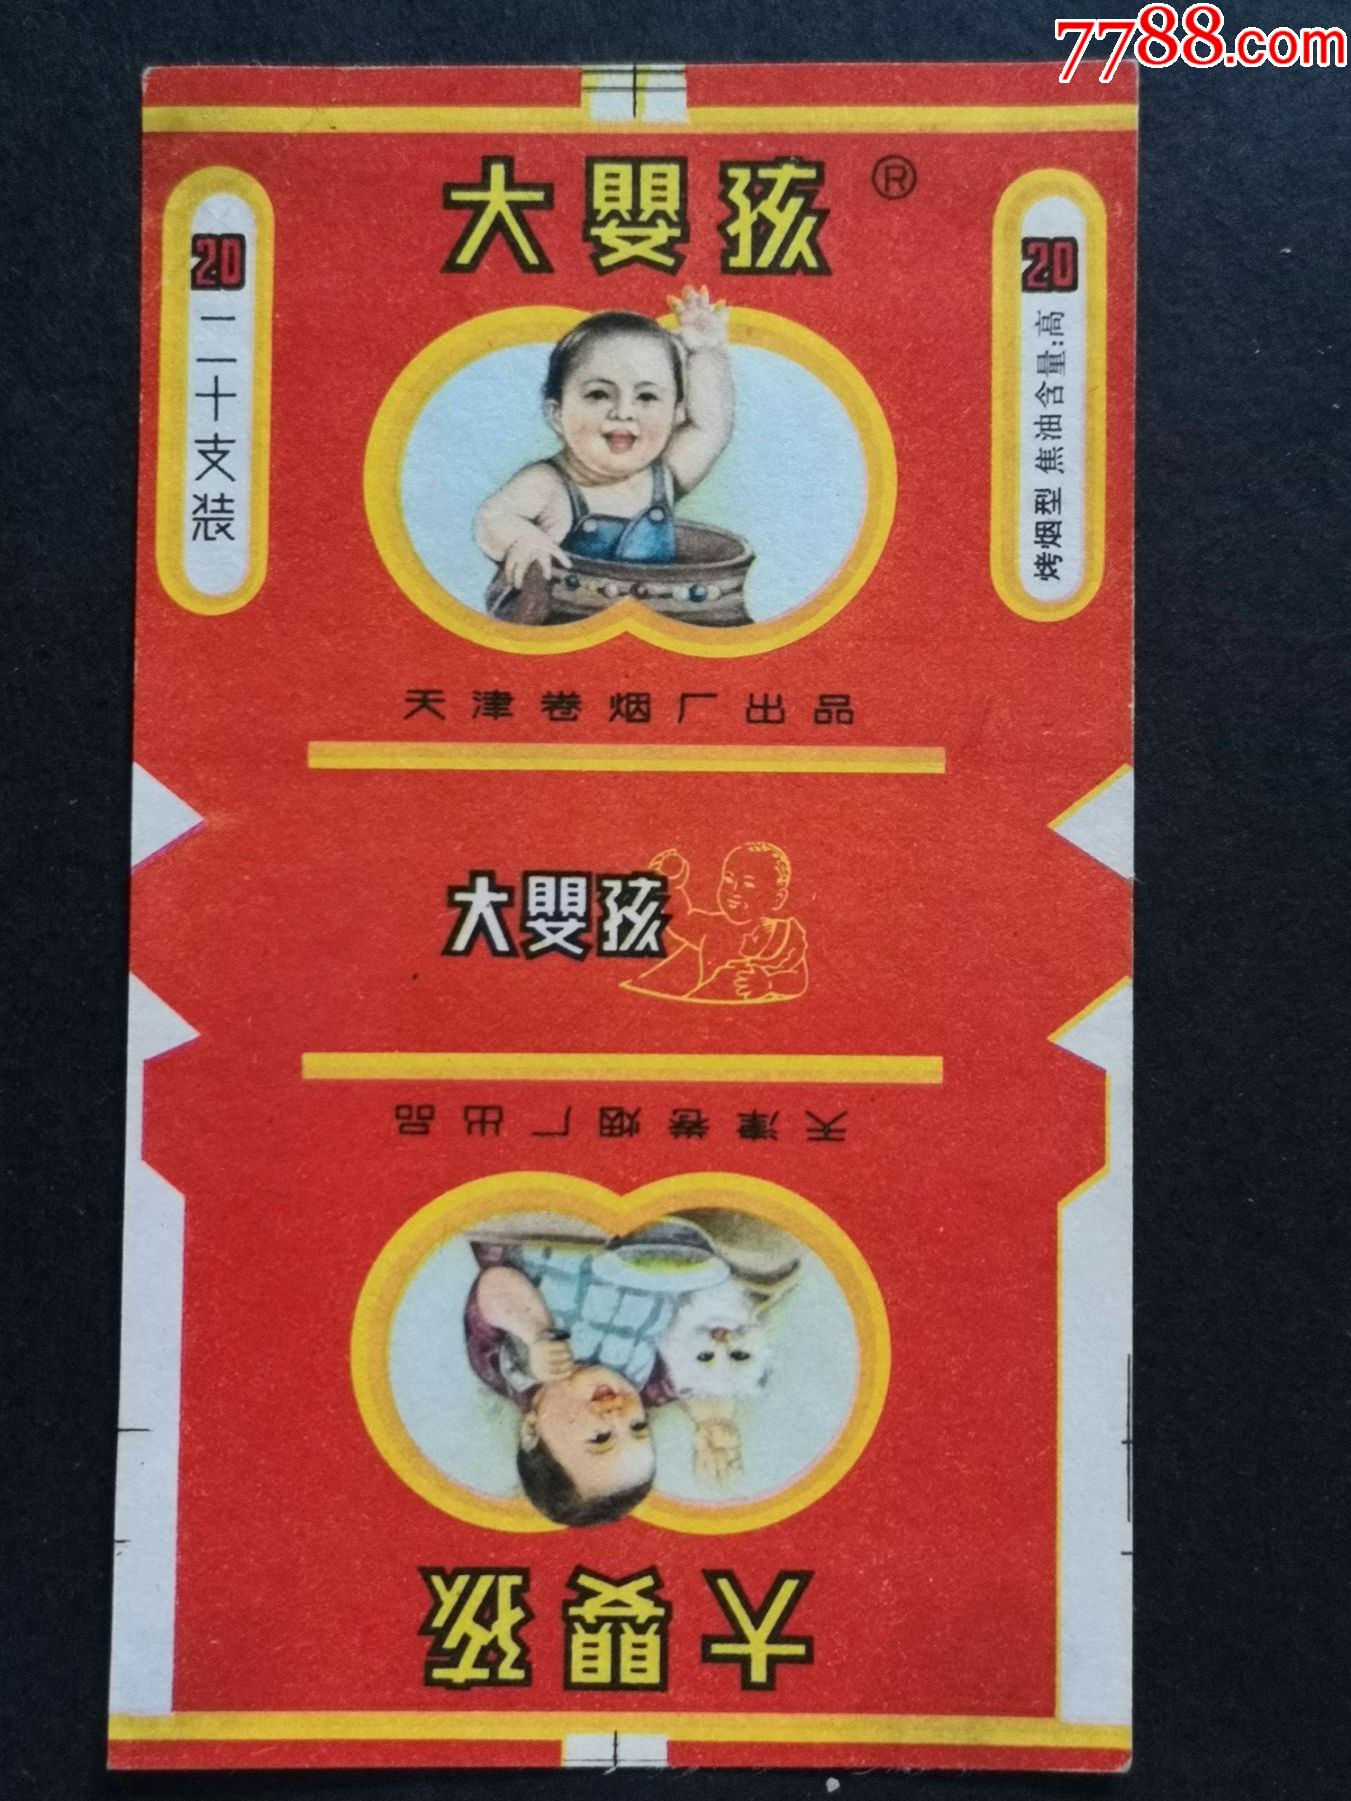 7788.com
大嬰孩 ®
20
二十支装
20
烤烟型 焦油含量:高
天津卷烟厂出品
大嬰孩
天津卷烟厂出品
大嬰孩